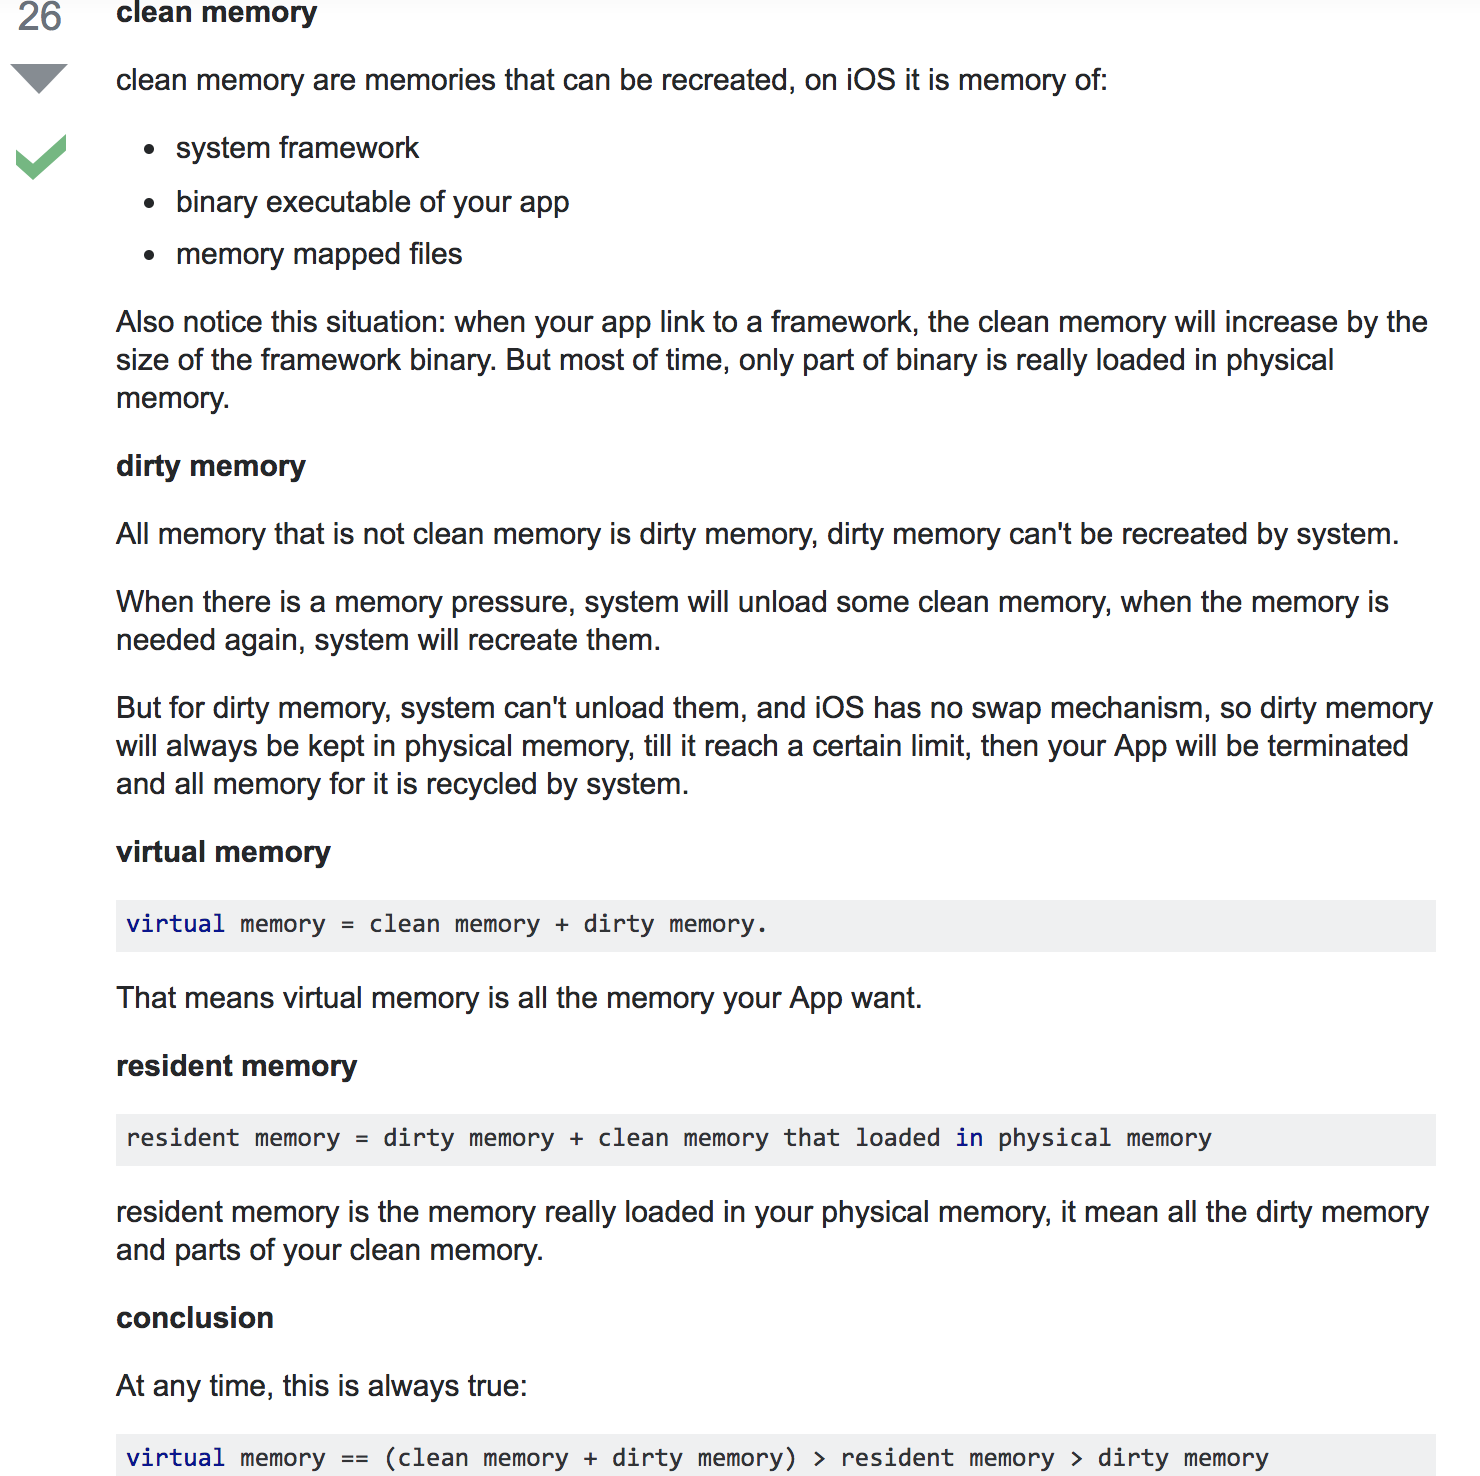 26
clean memory
clean memory are memories that can be recreated, on iOS it is memory of:
• system framework
• binary executable of your app
• memory mapped files
Also notice this situation: when your app link to a framework, the clean memory will increase by the
size of the framework binary. But most of time, only part of binary is really loaded in physical
memory.
dirty memory
All memory that is not clean memory is dirty memory, dirty memory can't be recreated by system.
When there is a memory pressure, system will unload some clean memory, when the memory is
needed again, system will recreate them.
But for dirty memory, system can't unload them, and iOS has no swap mechanism, so dirty memory
will always be kept in physical memory, till it reach a certain limit, then your App will be terminated
and all memory for it is recycled by system.
virtual memory
virtual memory = clean memory + dirty memory.
That means virtual memory is all the memory your App want.
resident memory
resident memory = dirty memory + clean memory that loaded in physical memory
resident memory is the memory really loaded in your physical memory, it mean all the dirty memory
and parts of your clean memory.
conclusion
At any time, this is always true:
virtual memory == (clean memory + dirty memory) > resident memory > dirty memory